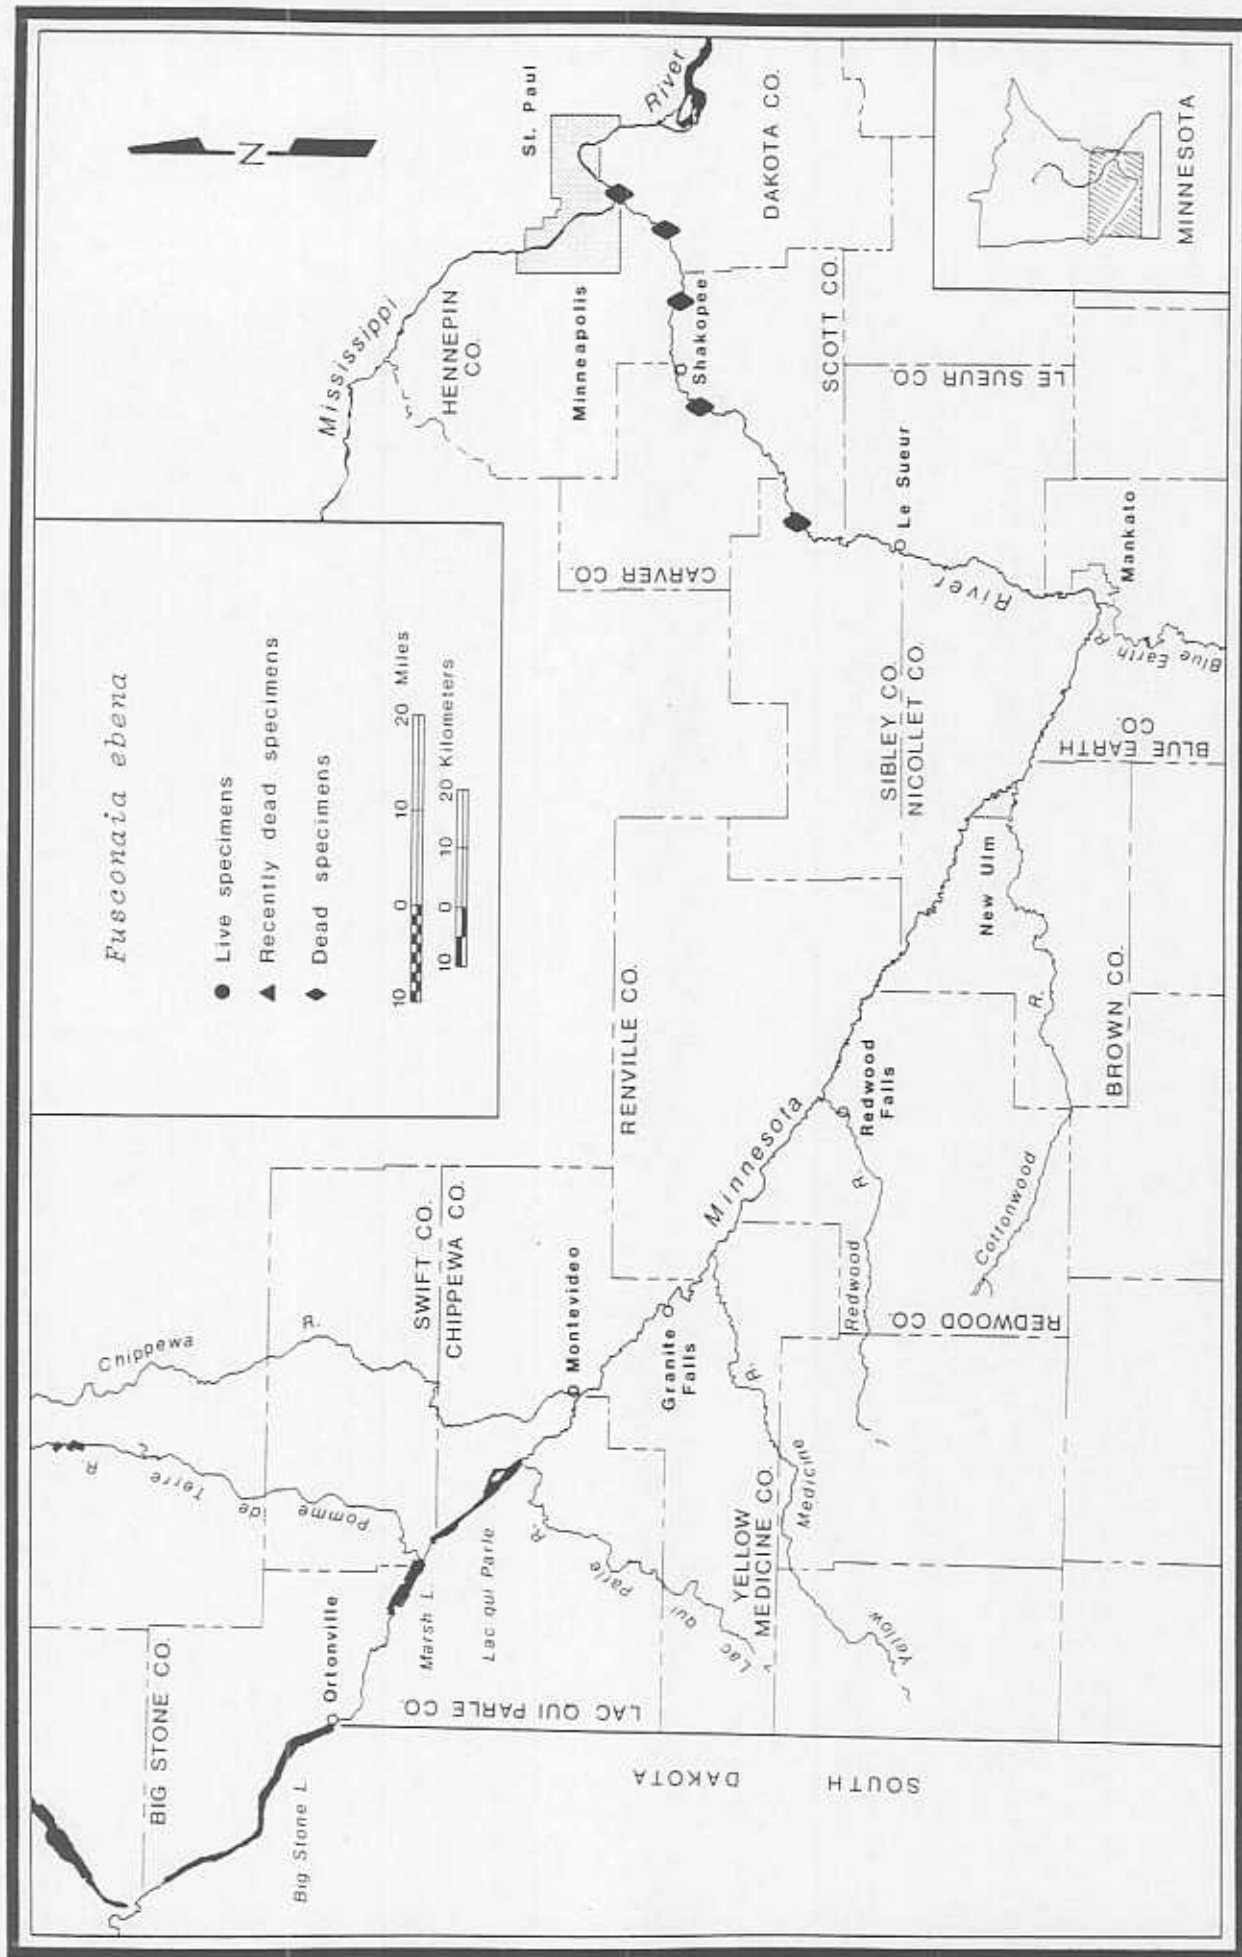 Fusconaia ebena
Live specimens
Recently dead specimens
Dead specimens
10 0 10 20 Miles
10 0 10 20 Kilometers
N
Mississippi
River
St. Paul
HENNEPIN
CO.
Minneapolis
DAKOTA CO.
Shakopee
SCOTT CO.
LE SUEUR CO.
Le Sueur
CARVER CO.
River
Mankato
Blue Earth R.
BLUE EARTH
CO.
SIBLEY CO.
NICOLLET CO.
New Ulm
BROWN CO.
R.
Cottonwood
RENVILLE CO.
Redwood
Falls
Minnesota
R.
Redwood
REDWOOD CO.
SWIFT CO.
CHIPPEWA CO.
Chippewa
R.
Montevideo
Granite
Falls
R.
Medicine
Yellow
YELLOW
MEDICINE CO.
Pomme de Terre R.
Lac qui Parle
Lac qui Parle R.
Marsh L.
LAC QUI PARLE CO.
Ortonville
BIG STONE CO.
Big Stone L.
SOUTH
DAKOTA
MINNESOTA